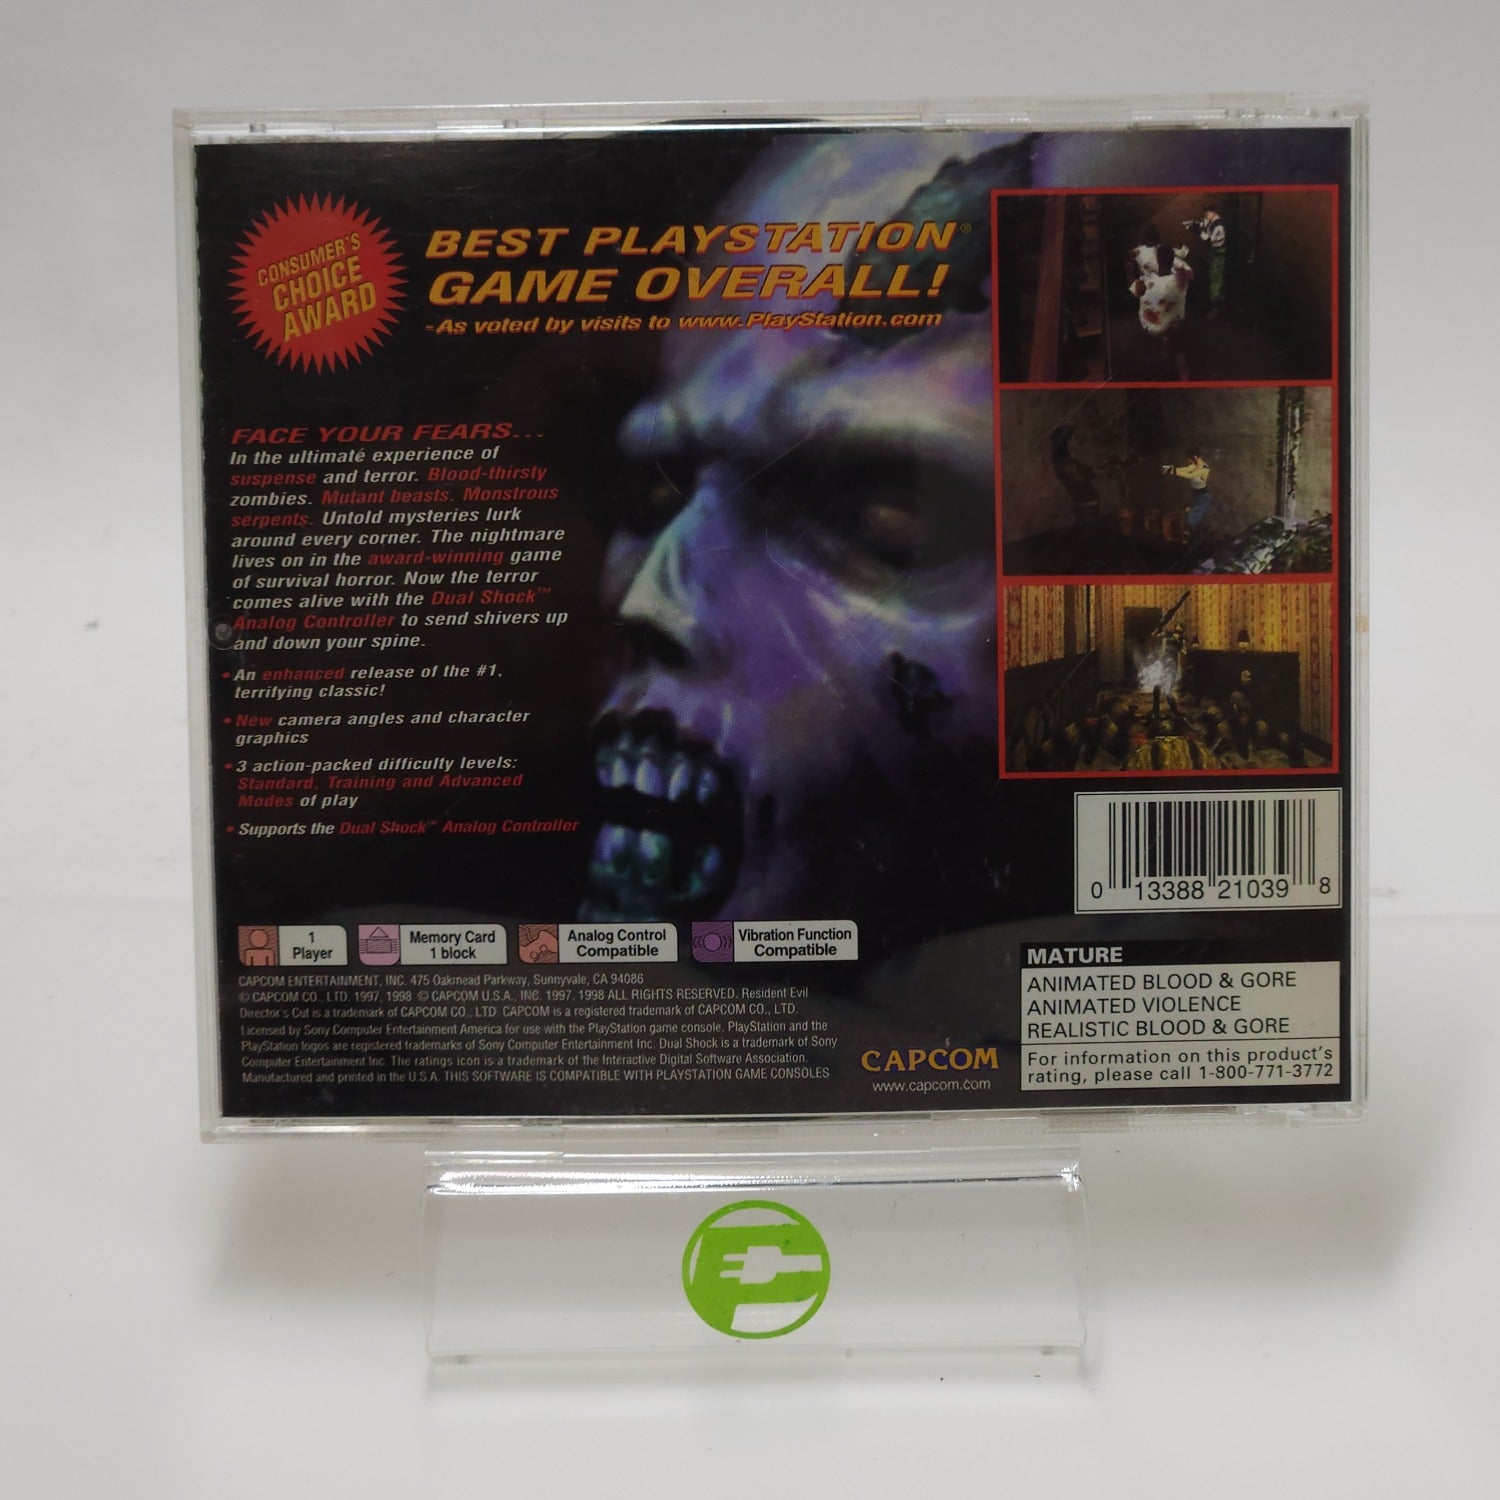 CONSUMER'S
CHOICE
AWARD
BEST PLAYSTATION®
GAME OVERALL!
-As voted by visits to www.PlayStation.com
FACE YOUR FEARS...
In the ultimate experience of
suspense and terror. Blood-thirsty
zombies. Mutant beasts. Monstrous
serpents. Untold mysteries lurk
around every corner. The nightmare
lives on in the award-winning game
of survival horror. Now the terror
comes alive with the Dual Shock™
Analog Controller to send shivers up
and down your spine.
• An enhanced release of the #1,
terrifying classic!
• New camera angles and character
graphics
• 3 action-packed difficulty levels:
Standard, Training and Advanced
Modes of play
• Supports the Dual Shock™ Analog Controller
0 13388 21039 8
1
Player
Memory Card
1 block
Analog Control
Compatible
Vibration Function
Compatible
CAPCOM ENTERTAINMENT, INC. 475 Oakmead Parkway, Sunnyvale, CA 94086
© CAPCOM CO., LTD. 1997, 1998 © CAPCOM U.S.A., INC. 1997, 1998 ALL RIGHTS RESERVED. Resident Evil
Director's Cut is a trademark of CAPCOM CO., LTD. CAPCOM is a registered trademark of CAPCOM CO., LTD.
Licensed by Sony Computer Entertainment America for use with the PlayStation game console. PlayStation and the
PlayStation logos are registered trademarks of Sony Computer Entertainment Inc. Dual Shock is a trademark of Sony
Computer Entertainment Inc. The ratings icon is a trademark of the Interactive Digital Software Association.
Manufactured and printed in the U.S.A. THIS SOFTWARE IS COMPATIBLE WITH PLAYSTATION GAME CONSOLES
CAPCOM
www.capcom.com
MATURE
ANIMATED BLOOD & GORE
ANIMATED VIOLENCE
REALISTIC BLOOD & GORE
For information on this product's
rating, please call 1-800-771-3772